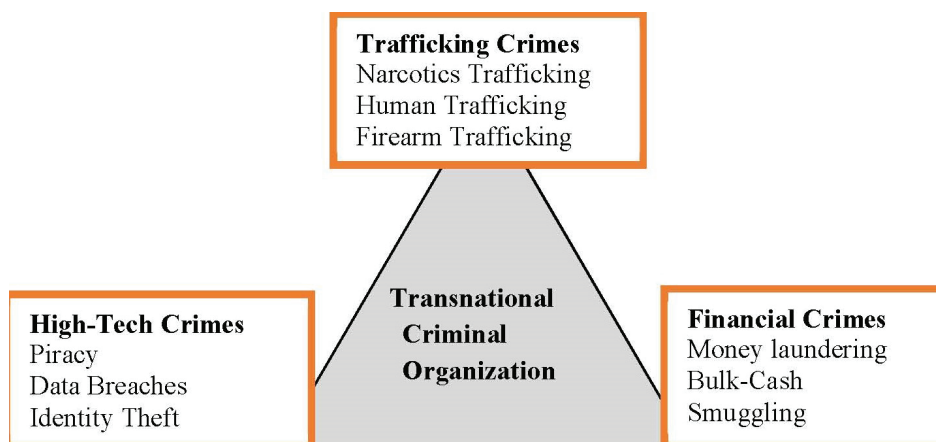 Trafficking Crimes
Narcotics Trafficking
Human Trafficking
Firearm Trafficking
Transnational
Criminal
Organization
High-Tech Crimes
Piracy
Data Breaches
Identity Theft
Financial Crimes
Money laundering
Bulk-Cash
Smuggling